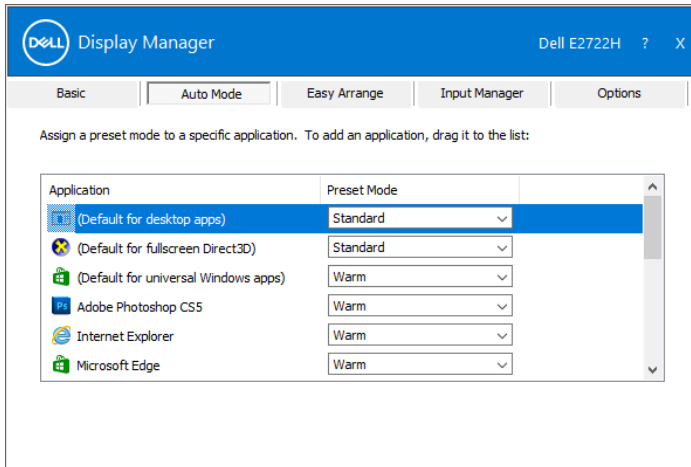 DELL Display Manager Dell E2722H ? X
Basic Auto Mode Easy Arrange Input Manager Options
Assign a preset mode to a specific application. To add an application, drag it to the list:
Application Preset Mode
(Default for desktop apps) Standard
(Default for fullscreen Direct3D) Standard
(Default for universal Windows apps) Warm
Ps Adobe Photoshop CS5 Warm
Internet Explorer Warm
Microsoft Edge Warm